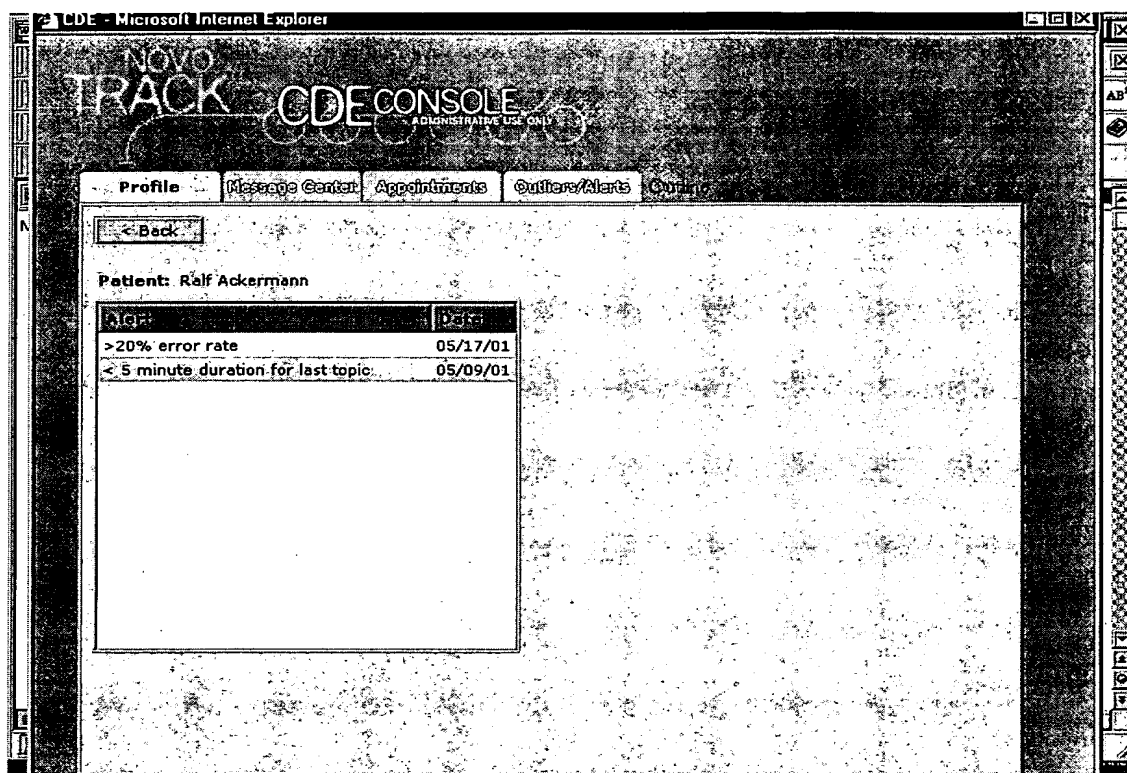 CDE - Microsoft Internet Explorer
NOVO
TRACK
CDE CONSOLE
ADMINISTRATIVE USE ONLY
Profile Message Center Appointments Outliers/Alerts
< Back
Patient: Ralf Ackermann
Alert Date
>20% error rate 05/17/01
< 5 minute duration for last topic 05/09/01